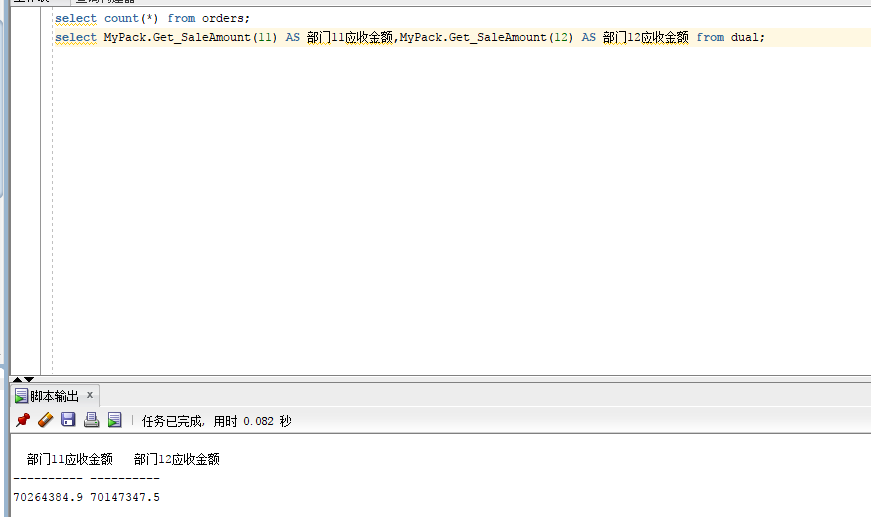 select count(*) from orders;
select MyPack.Get_SaleAmount(11) AS 部门11应收金额,MyPack.Get_SaleAmount(12) AS 部门12应收金额 from dual;
脚本输出 x
任务已完成, 用时 0.082 秒
部门11应收金额 部门12应收金额
---------- ----------
70264384.9 70147347.5